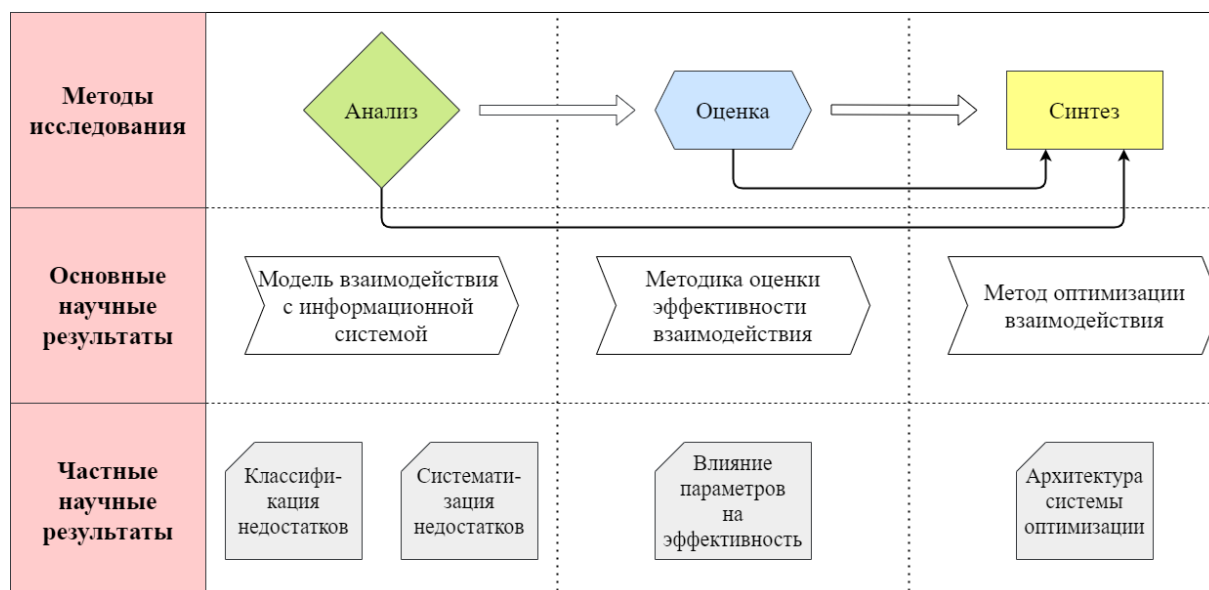 Методы
исследования
Анализ
Оценка
Синтез
Основные
научные
результаты
Модель взаимодействия
с информационной
системой
Методика оценки
эффективности
взаимодействия
Метод оптимизации
взаимодействия
Частные
научные
результаты
Классифи-
кация
недостатков
Системати-
зация
недостатков
Влияние
параметров
на
эффективность
Архитектура
системы
оптимизации